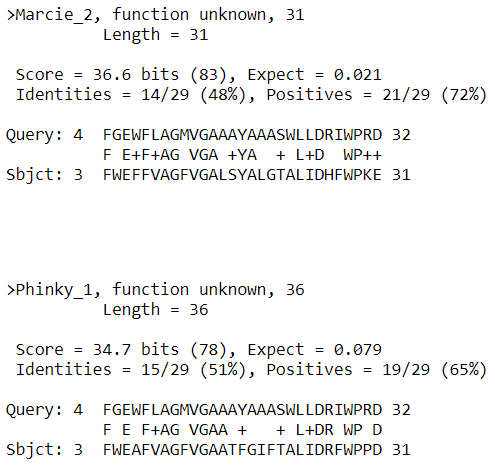 >Marcie_2, function unknown, 31
          Length = 31

 Score = 36.6 bits (83), Expect = 0.021
 Identities = 14/29 (48%), Positives = 21/29 (72%)

Query: 4  FGEWFLAGMVGAAAYAAASWLLDRIWPRD 32
          F E+F+AG VGA +YA  + L+D  WP++
Sbjct: 3  FWEFFVAGFVGALSYALGTALIDHFWPKE 31

>Phinky_1, function unknown, 36
          Length = 36

 Score = 34.7 bits (78), Expect = 0.079
 Identities = 15/29 (51%), Positives = 19/29 (65%)

Query: 4  FGEWFLAGMVGAAAYAAASWLLDRIWPRD 32
          F E F+AG VGAA +   + L+DR WP D
Sbjct: 3  FWEAFVAGFVGAATFGIFTALIDRFWPPD 31